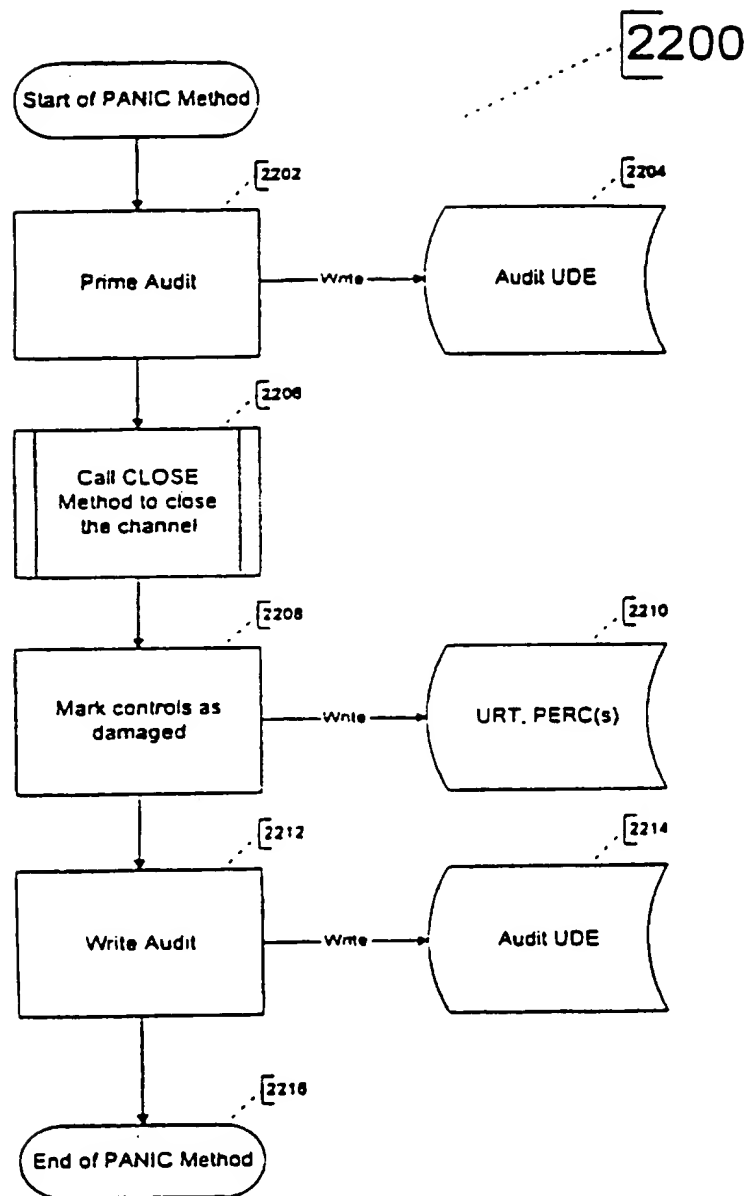 2200
Start of PANIC Method
2202
2204
Prime Audit
Write
Audit UDE
2206
Call CLOSE
Method to close
the channel
2208
2210
Mark controls as
damaged
Write
URT. PERC(s)
2212
2214
Write Audit
Write
Audit UDE
2216
End of PANIC Method